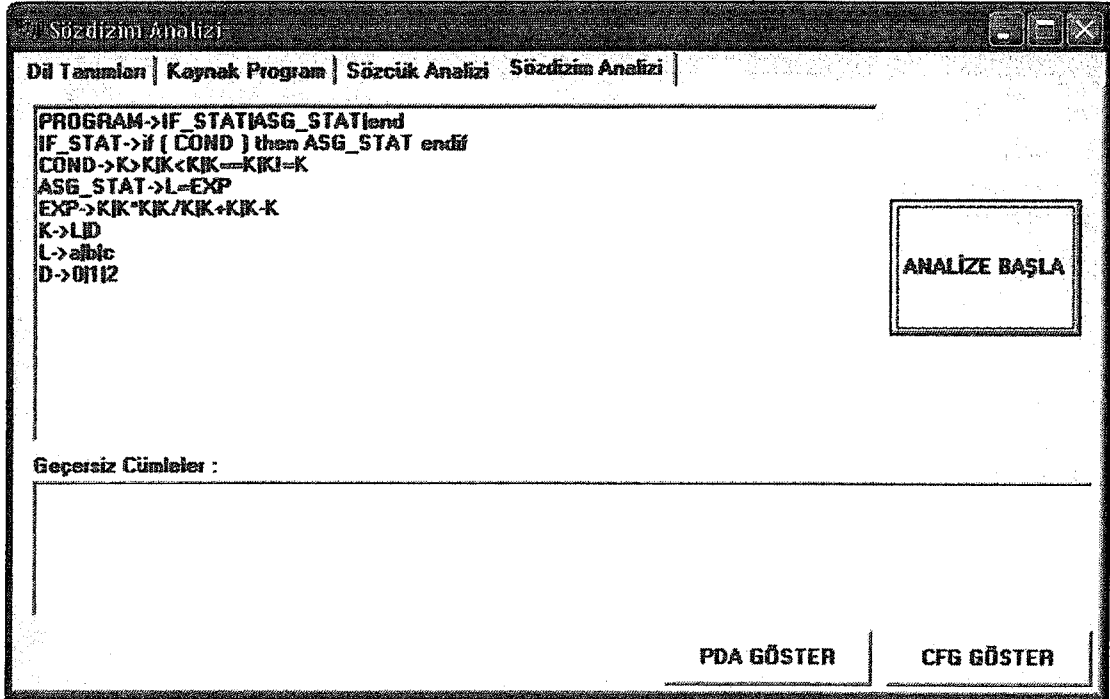 Sözdizim Analizi
Dil Tanımları | Kaynak Program | Sözcük Analizi Sözdizim Analizi
PROGRAM->IF_STAT|ASG_STAT|end
IF_STAT->if ( COND ) then ASG_STAT endif
COND->K>K|K<K|K==K|K!=K
ASG_STAT->L=EXP
EXP->K|K*K|K/K|K+K|K-K
K->L|D
L->a|b|c
D->0|1|2
ANALİZE BAŞLA
Geçersiz Cümleler :
PDA GÖSTER
CFG GÖSTER